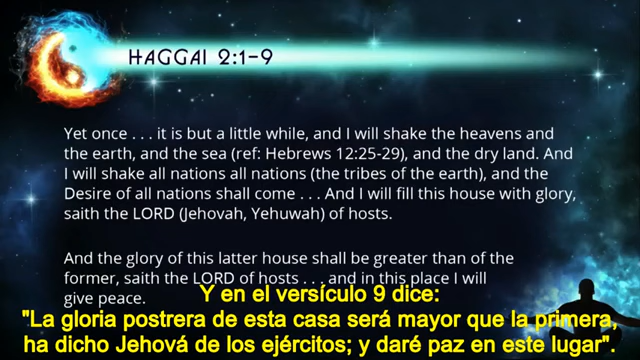 HAGGAI 2:1-9
Yet once . . . it is but a little while, and I will shake the heavens and
the earth, and the sea (ref: Hebrews 12:25-29), and the dry land. And
I will shake all nations all nations (the tribes of the earth), and the
Desire of all nations shall come . . . And I will fill this house with glory,
saith the LORD (Jehovah, Yehuwah) of hosts.
And the glory of this latter house shall be greater than of the
former, saith the LORD of hosts . . . and in this place I will
give peace.
Y en el versículo 9 dice:
"La gloria postrera de esta casa será mayor que la primera,
ha dicho Jehová de los ejércitos; y daré paz en este lugar".